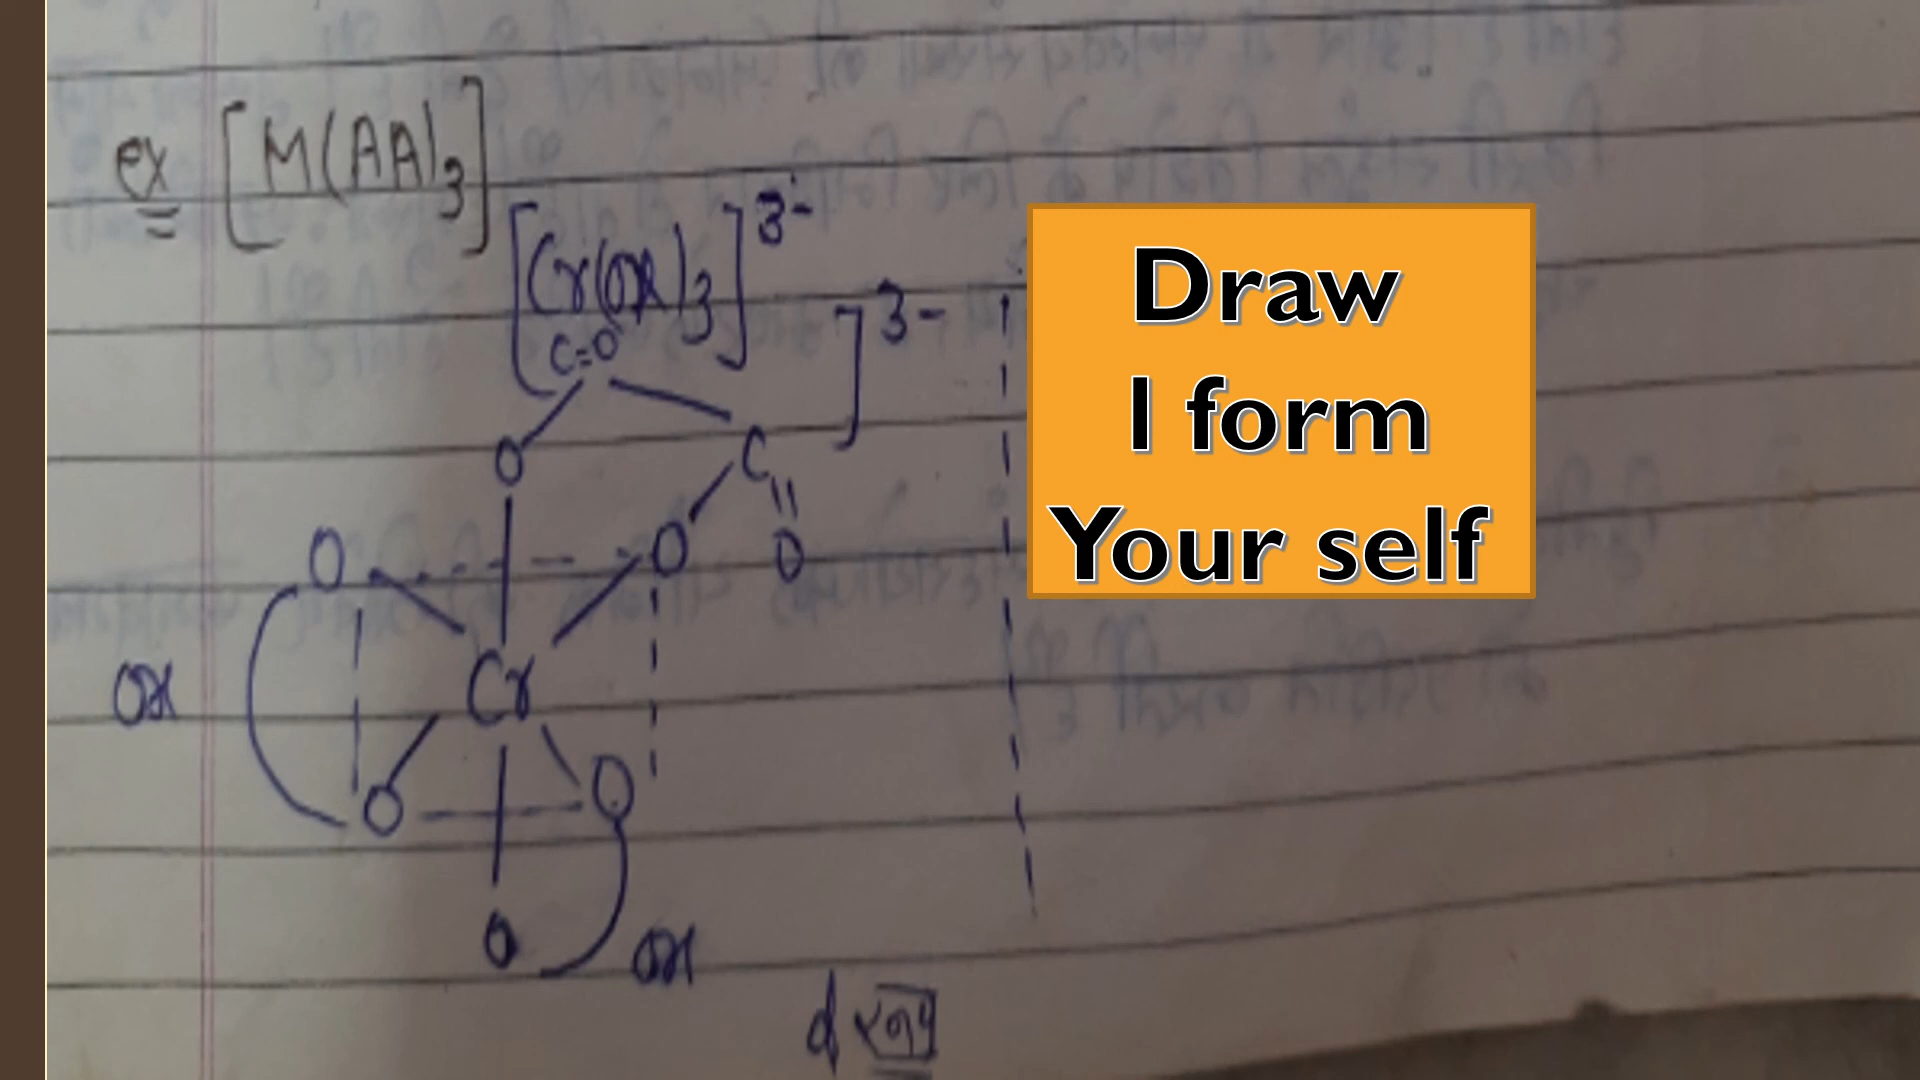 ex [M(AA)3]
[Cr(ox)3]3-
]3-
C=O
O C
O O O
ox Cr
O O
O ox
d रूप
Draw
I form
Your self